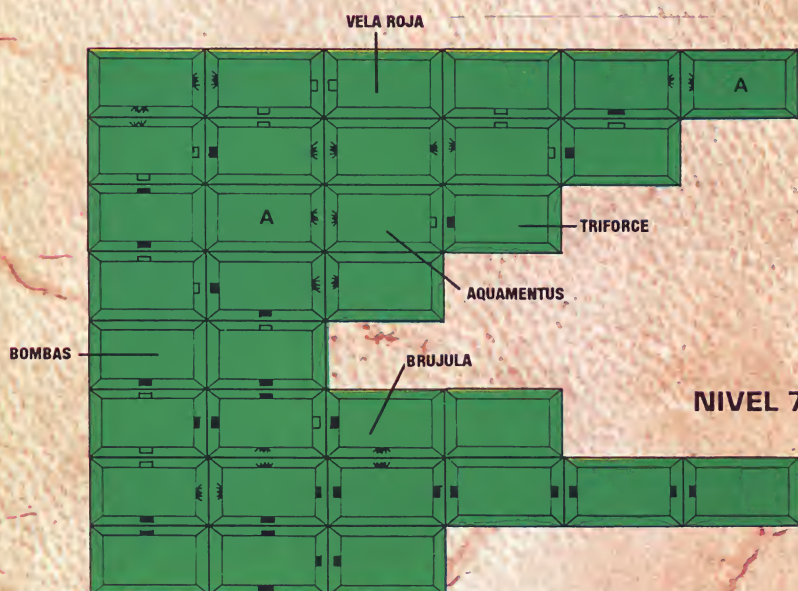 VELA ROJA
A
A
TRIFORCE
AQUAMENTUS
BOMBAS
BRUJULA
NIVEL 7